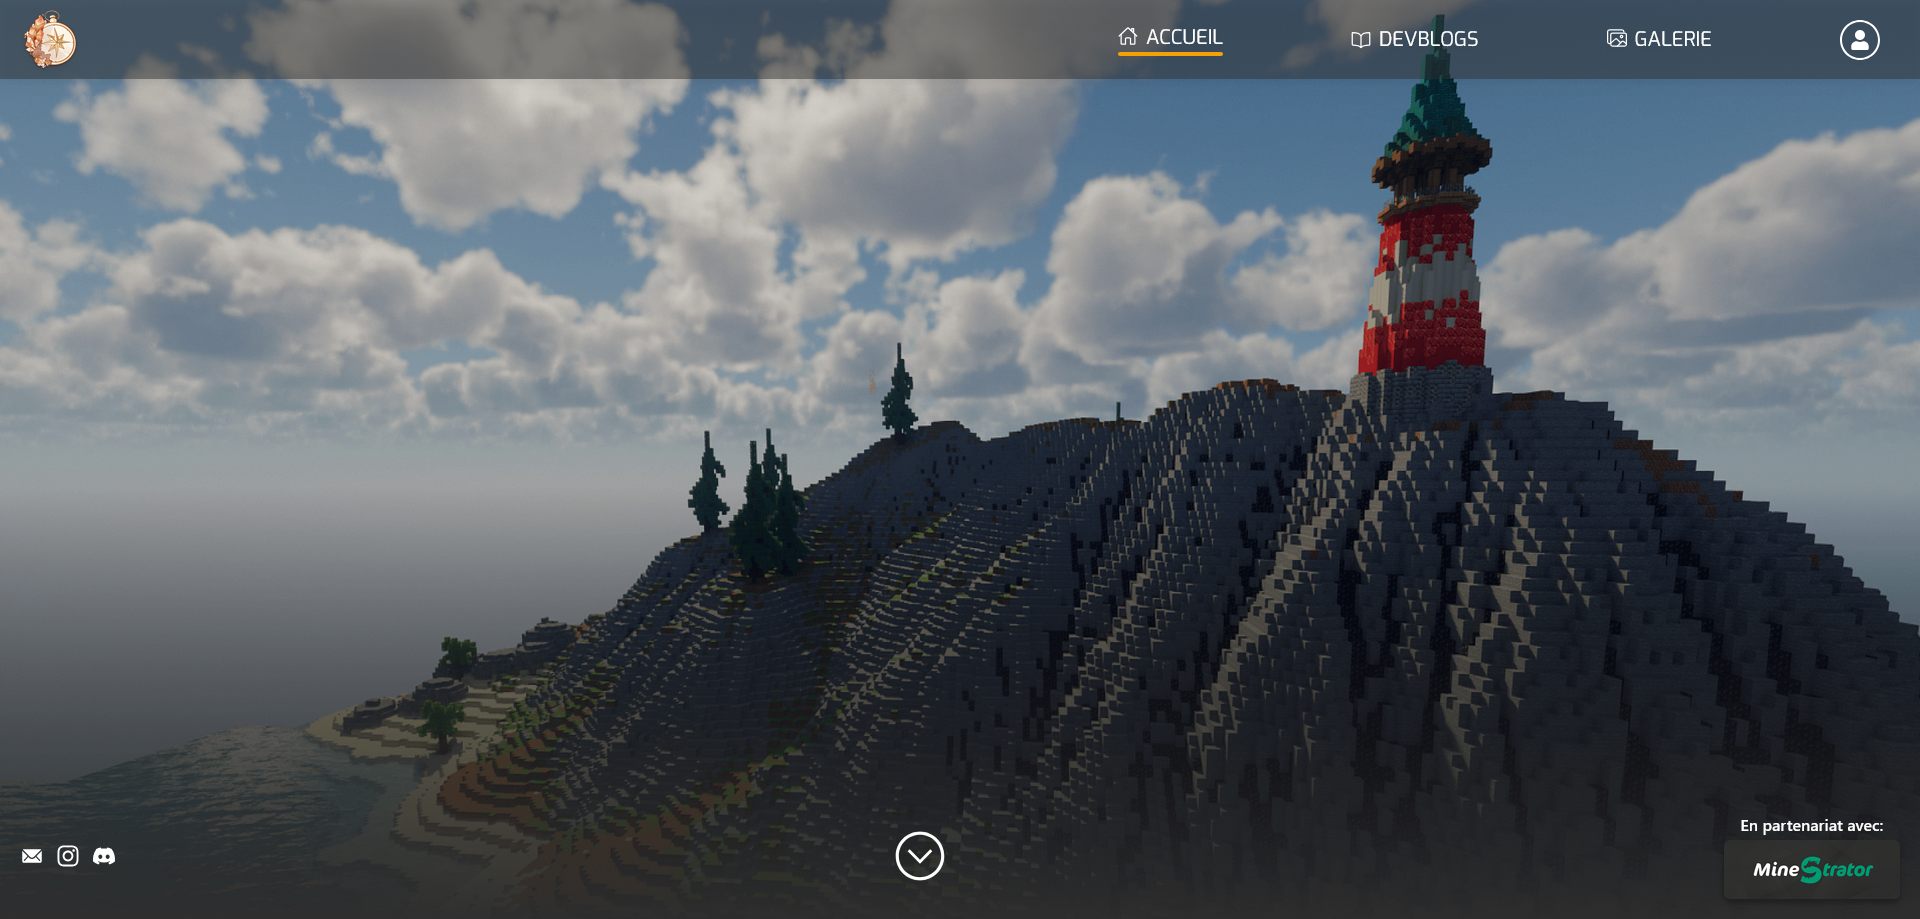 ACCUEIL
DEVBLOGS
GALERIE
En partenariat avec:
MineStrator